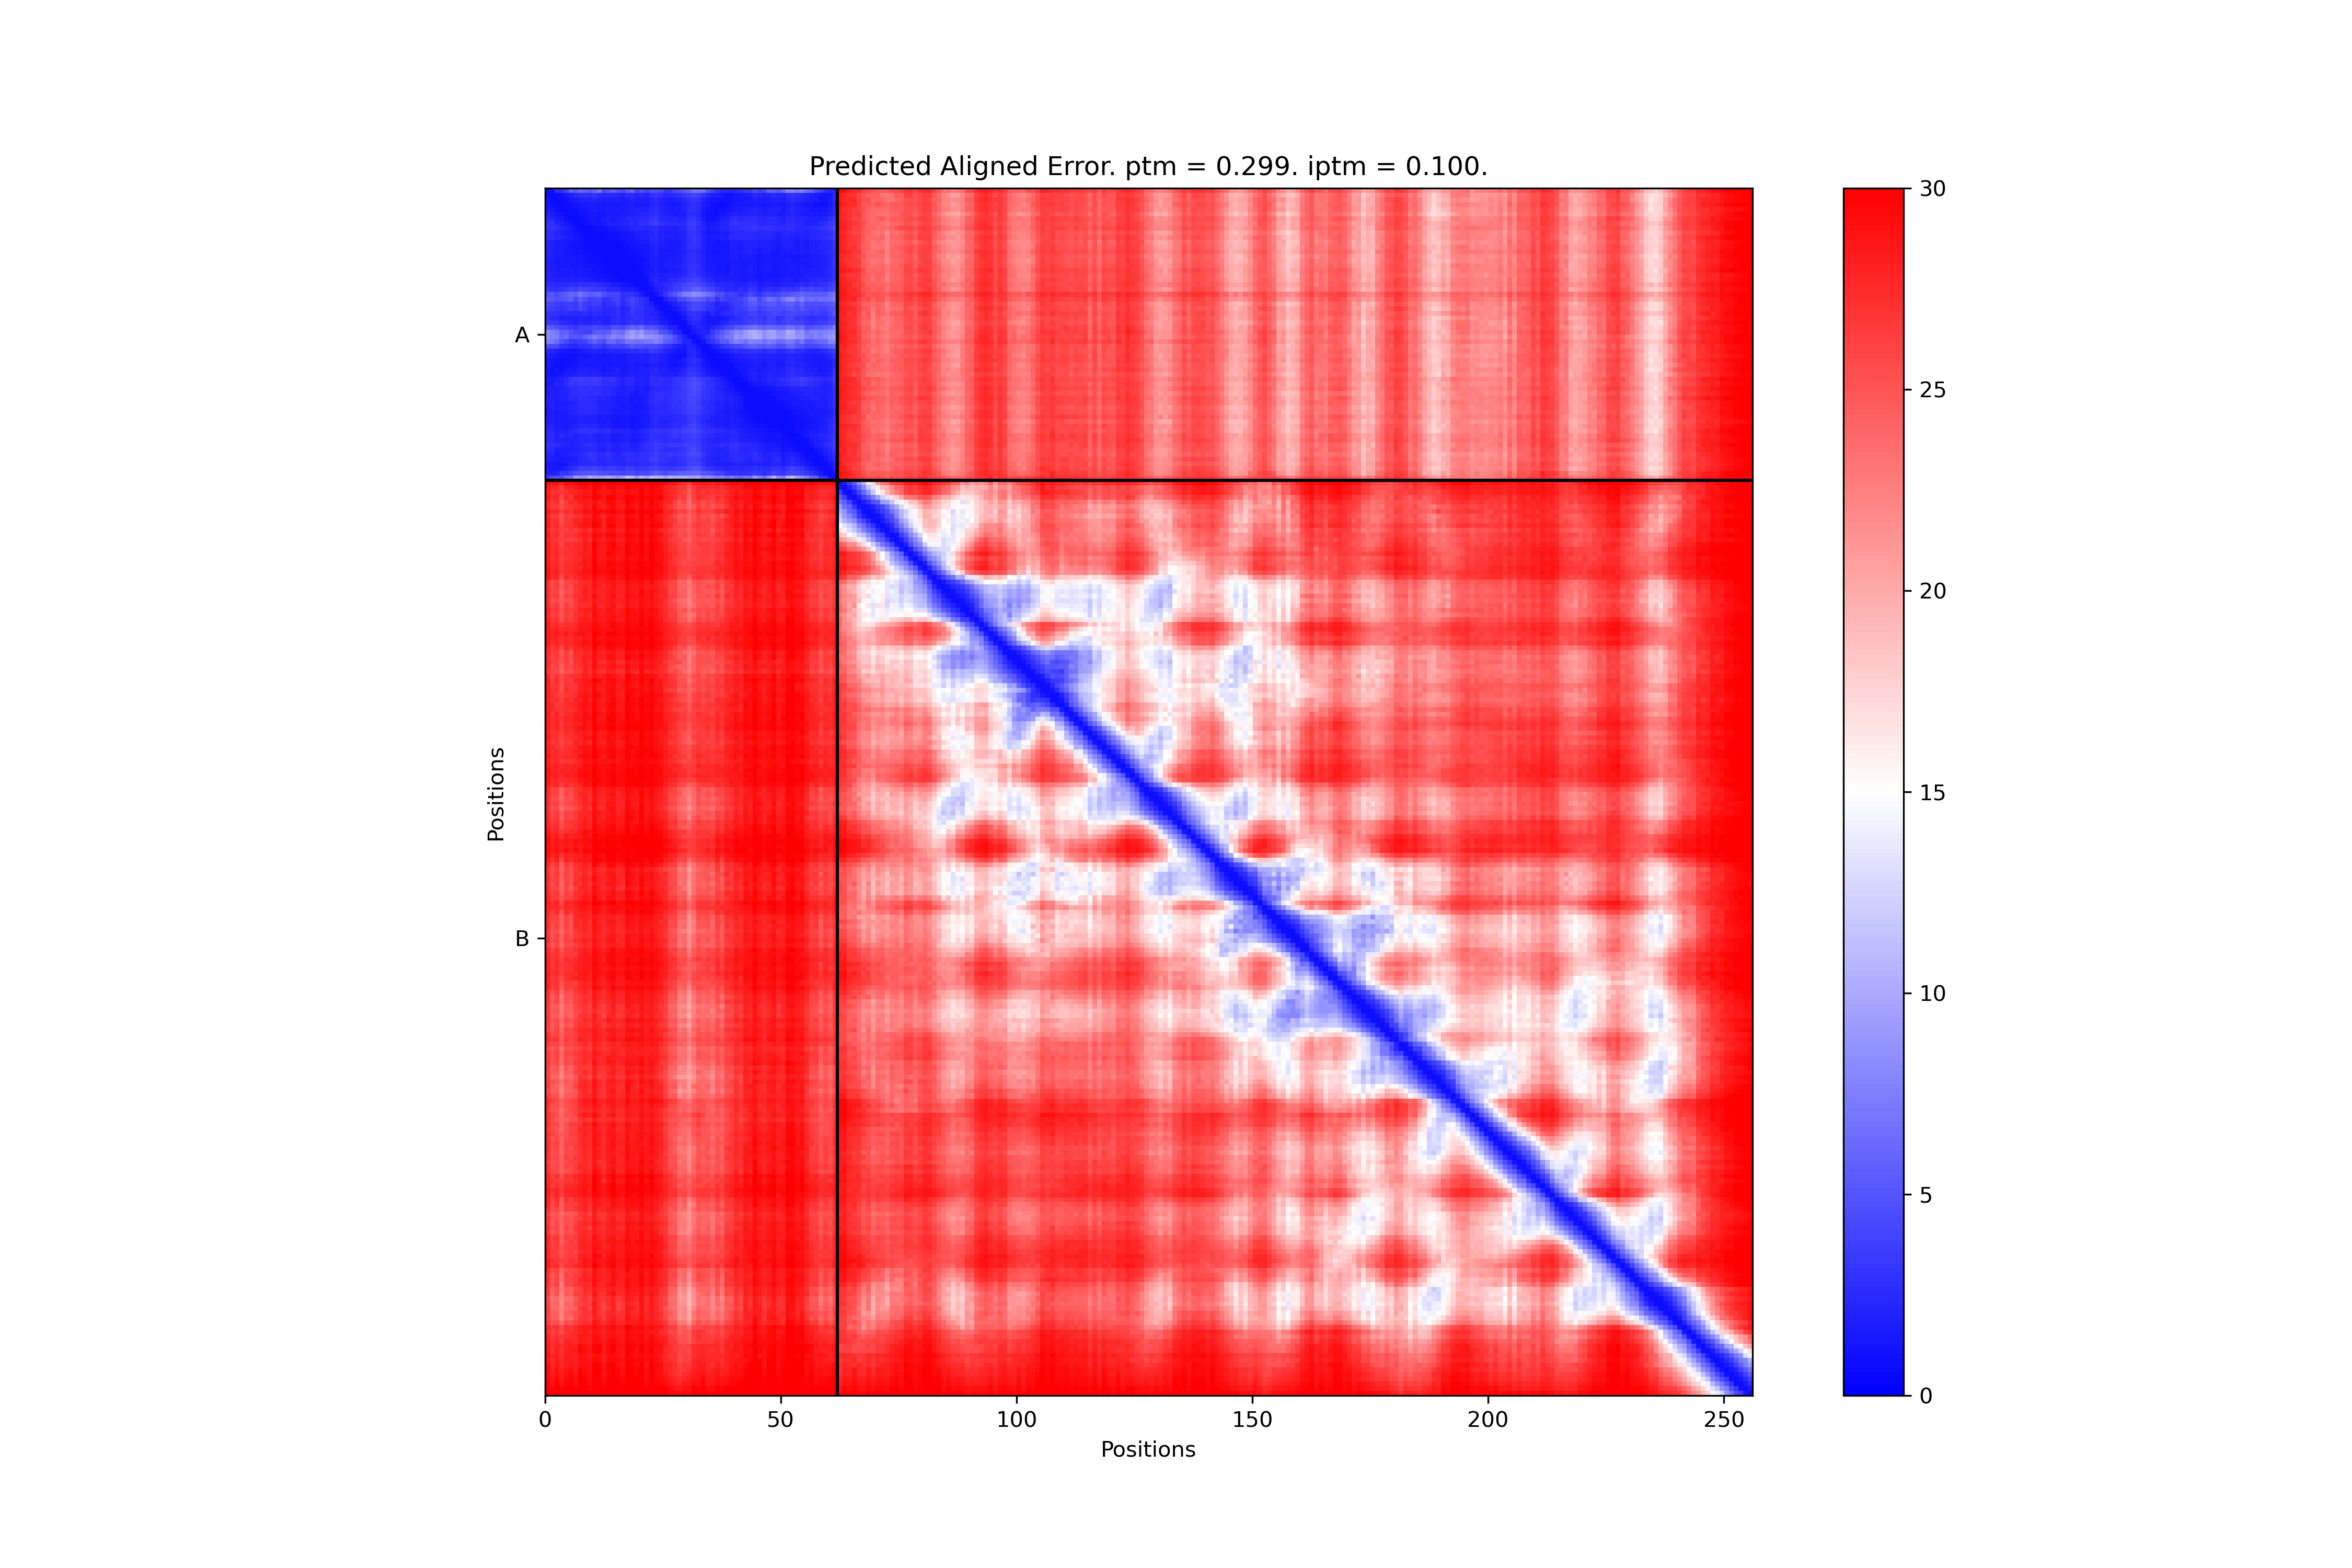 Predicted Aligned Error. ptm = 0.299. iptm = 0.100.
A
B
Positions
0 50 100 150 200 250
Positions
30
25
20
15
10
5
0